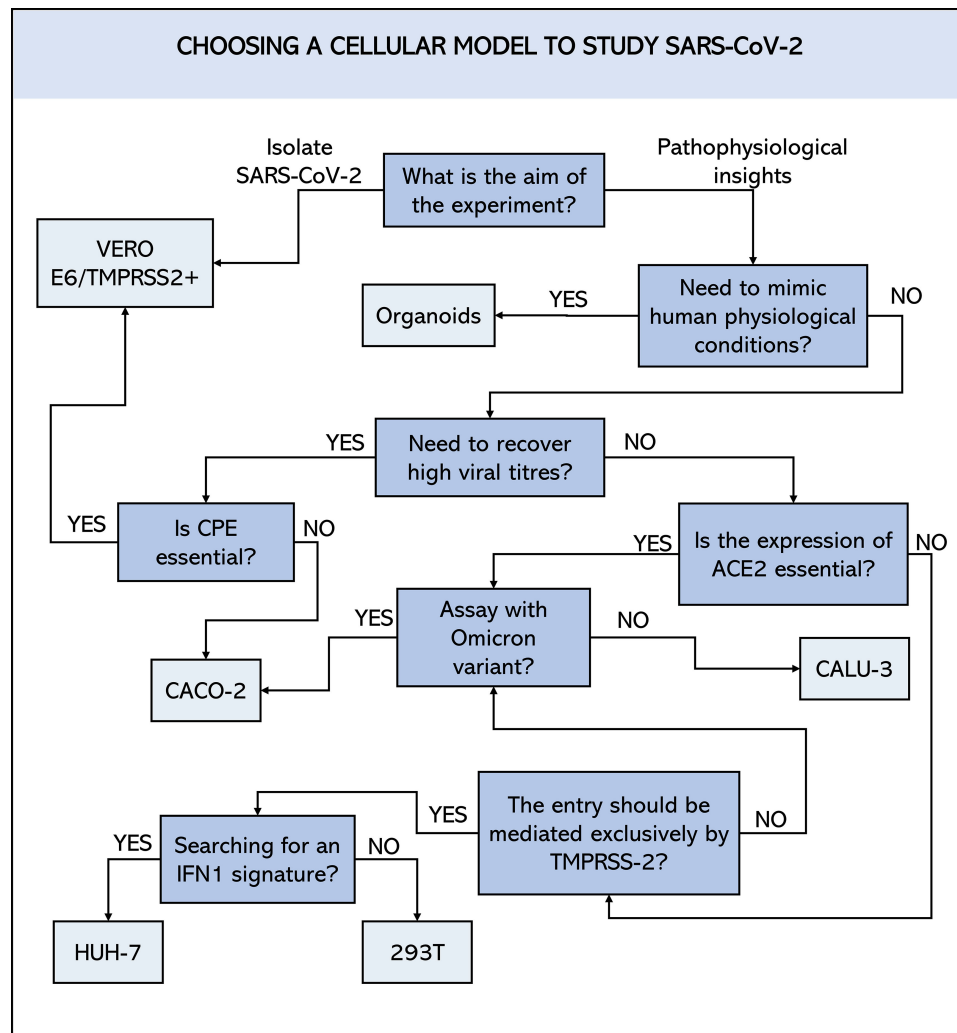 CHOOSING A CELLULAR MODEL TO STUDY SARS-CoV-2
Isolate
SARS-CoV-2
What is the aim of
the experiment?
Pathophysiological
insights
VERO
E6/TMPRSS2+
Organoids
YES
Need to mimic
human physiological
conditions?
NO
YES
Need to recover
high viral titres?
NO
YES
Is CPE
essential?
NO
YES
Is the expression of
ACE2 essential?
NO
YES
Assay with
Omicron
variant?
NO
CACO-2
CALU-3
YES
The entry should be
mediated exclusively by
TMPRSS-2?
NO
YES
Searching for an
IFN1 signature?
NO
HUH-7
293T